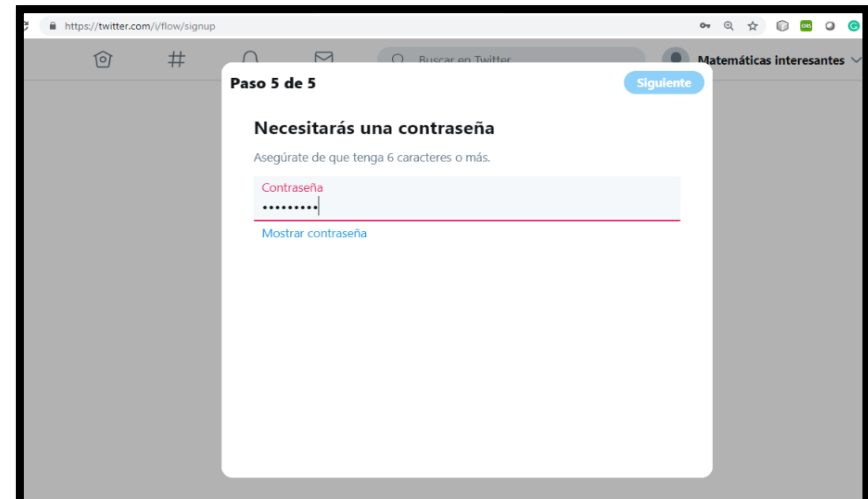 https://twitter.com/i/flow/signup
Buscar en Twitter
Matemáticas interesantes
Paso 5 de 5
Siguiente
Necesitarás una contraseña
Asegúrate de que tenga 6 caracteres o más.
Contraseña
•••••••••
Mostrar contraseña